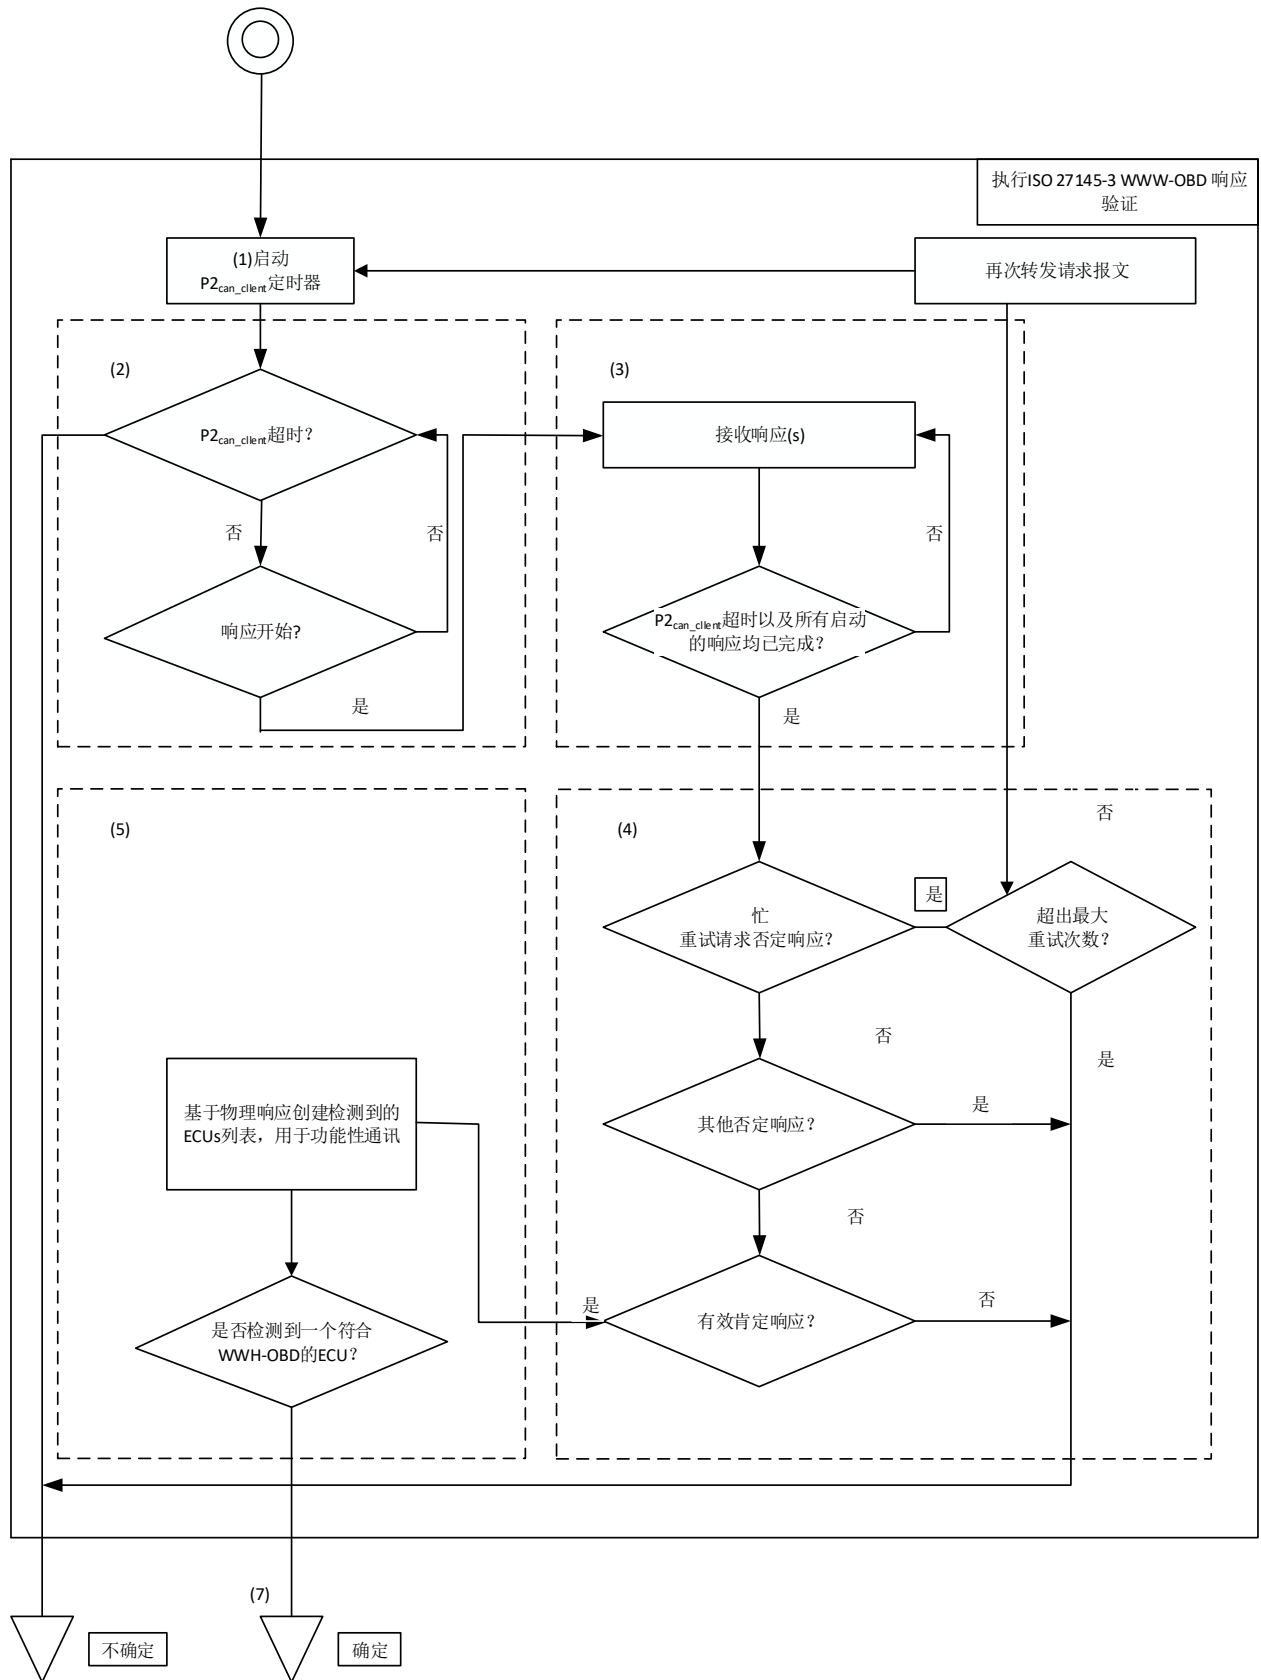 执行ISO 27145-3 WWW-OBD 响应
验证
(1)启动
P2can_clIent定时器
再次转发请求报文
(2)
P2can_clIent超时？
否
否
响应开始?
是
(3)
接收响应(s)
否
P2can_clIent超时以及所有启动
的响应均已完成？
是
(5)
(4)
否
忙
重试请求否定响应？
是
超出最大
重试次数？
否
是
基于物理响应创建检测到的
ECUs列表，用于功能性通讯
其他否定响应？
是
否
是否检测到一个符合
WWH-OBD的ECU？
是
有效肯定响应？
否
(7)
不确定
确定